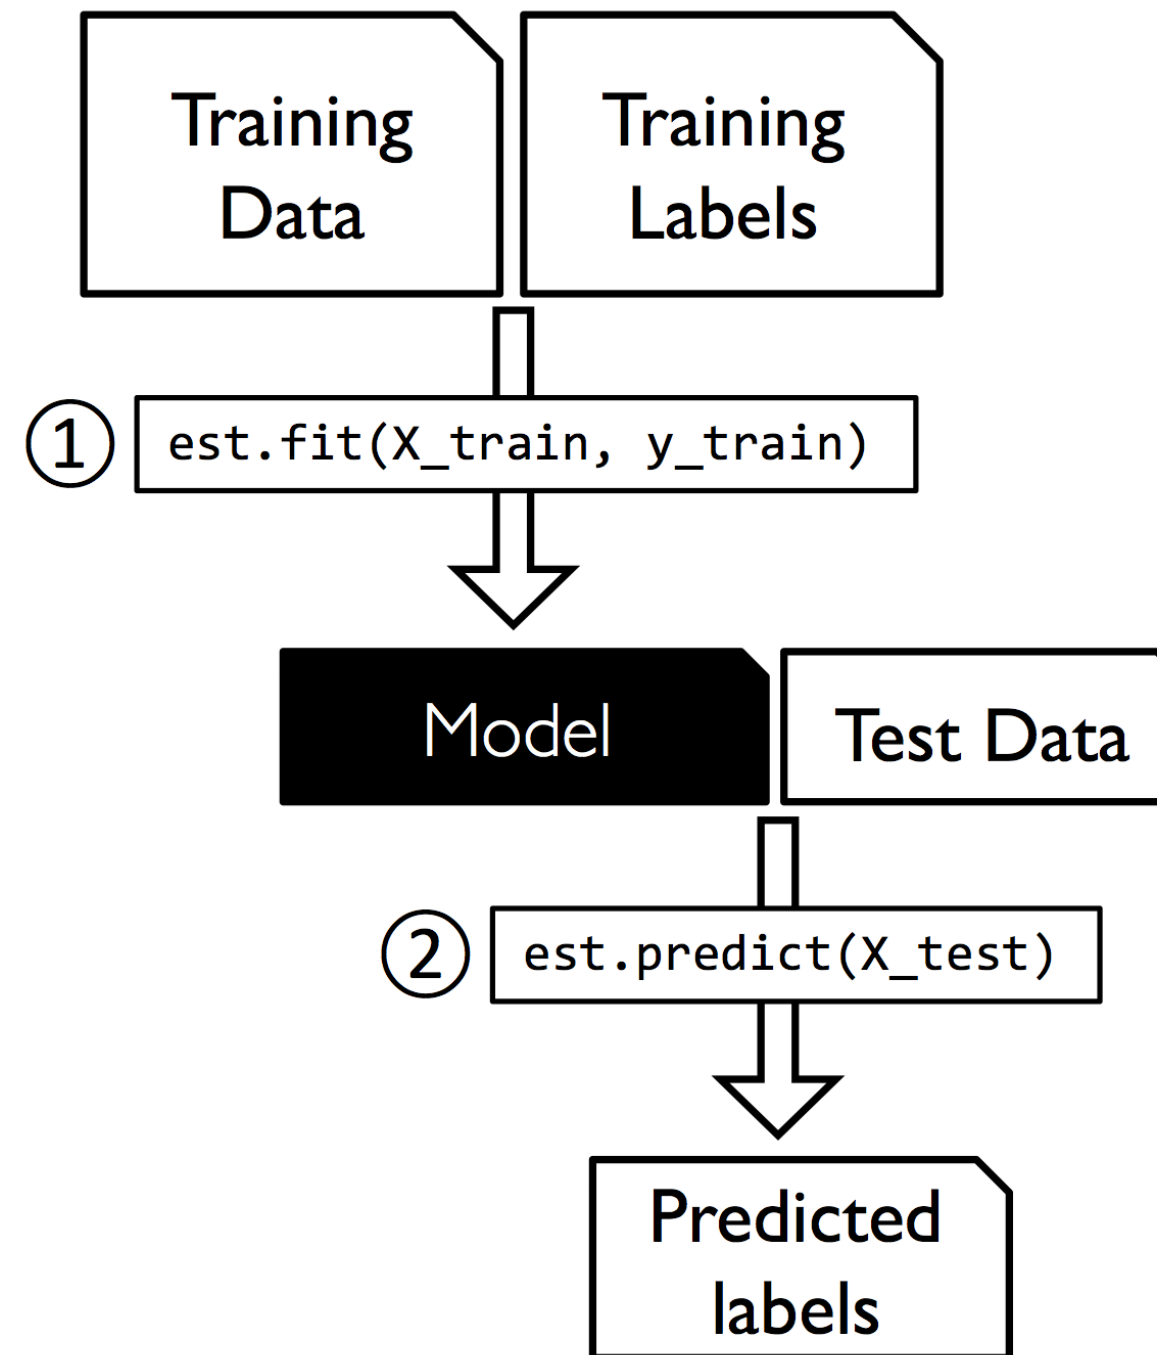 Training
Data
Training
Labels
1
est.fit(X_train, y_train)
Model
Test Data
2
est.predict(X_test)
Predicted
labels